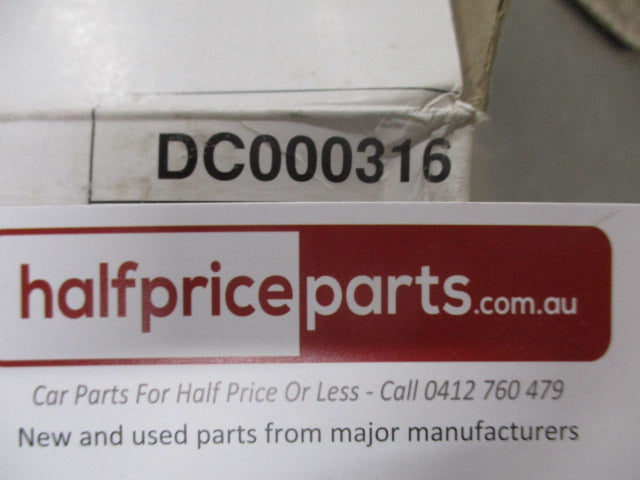 DC000316
halfpriceparts.com.au
Car Parts For Half Price Or Less - Call 0412 760 479
New and used parts from major manufacturers